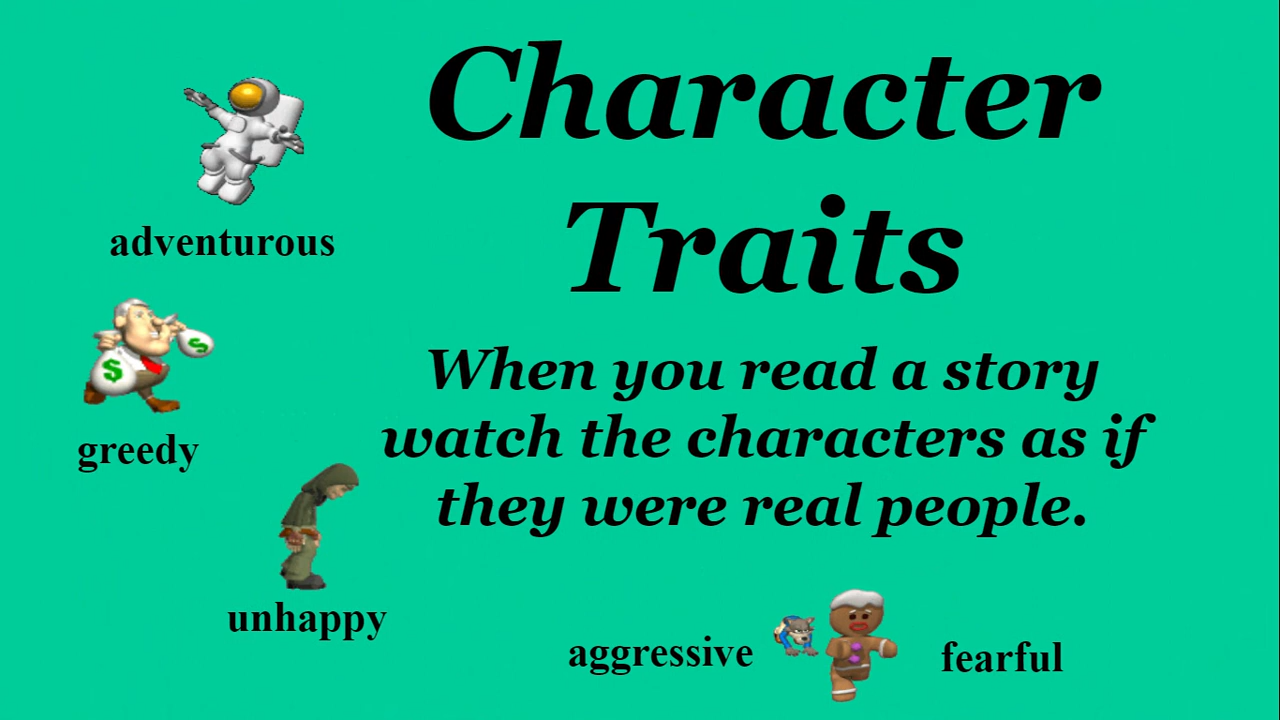 Character
Traits
adventurous
When you read a story
watch the characters as if
they were real people.
greedy
unhappy
aggressive
fearful